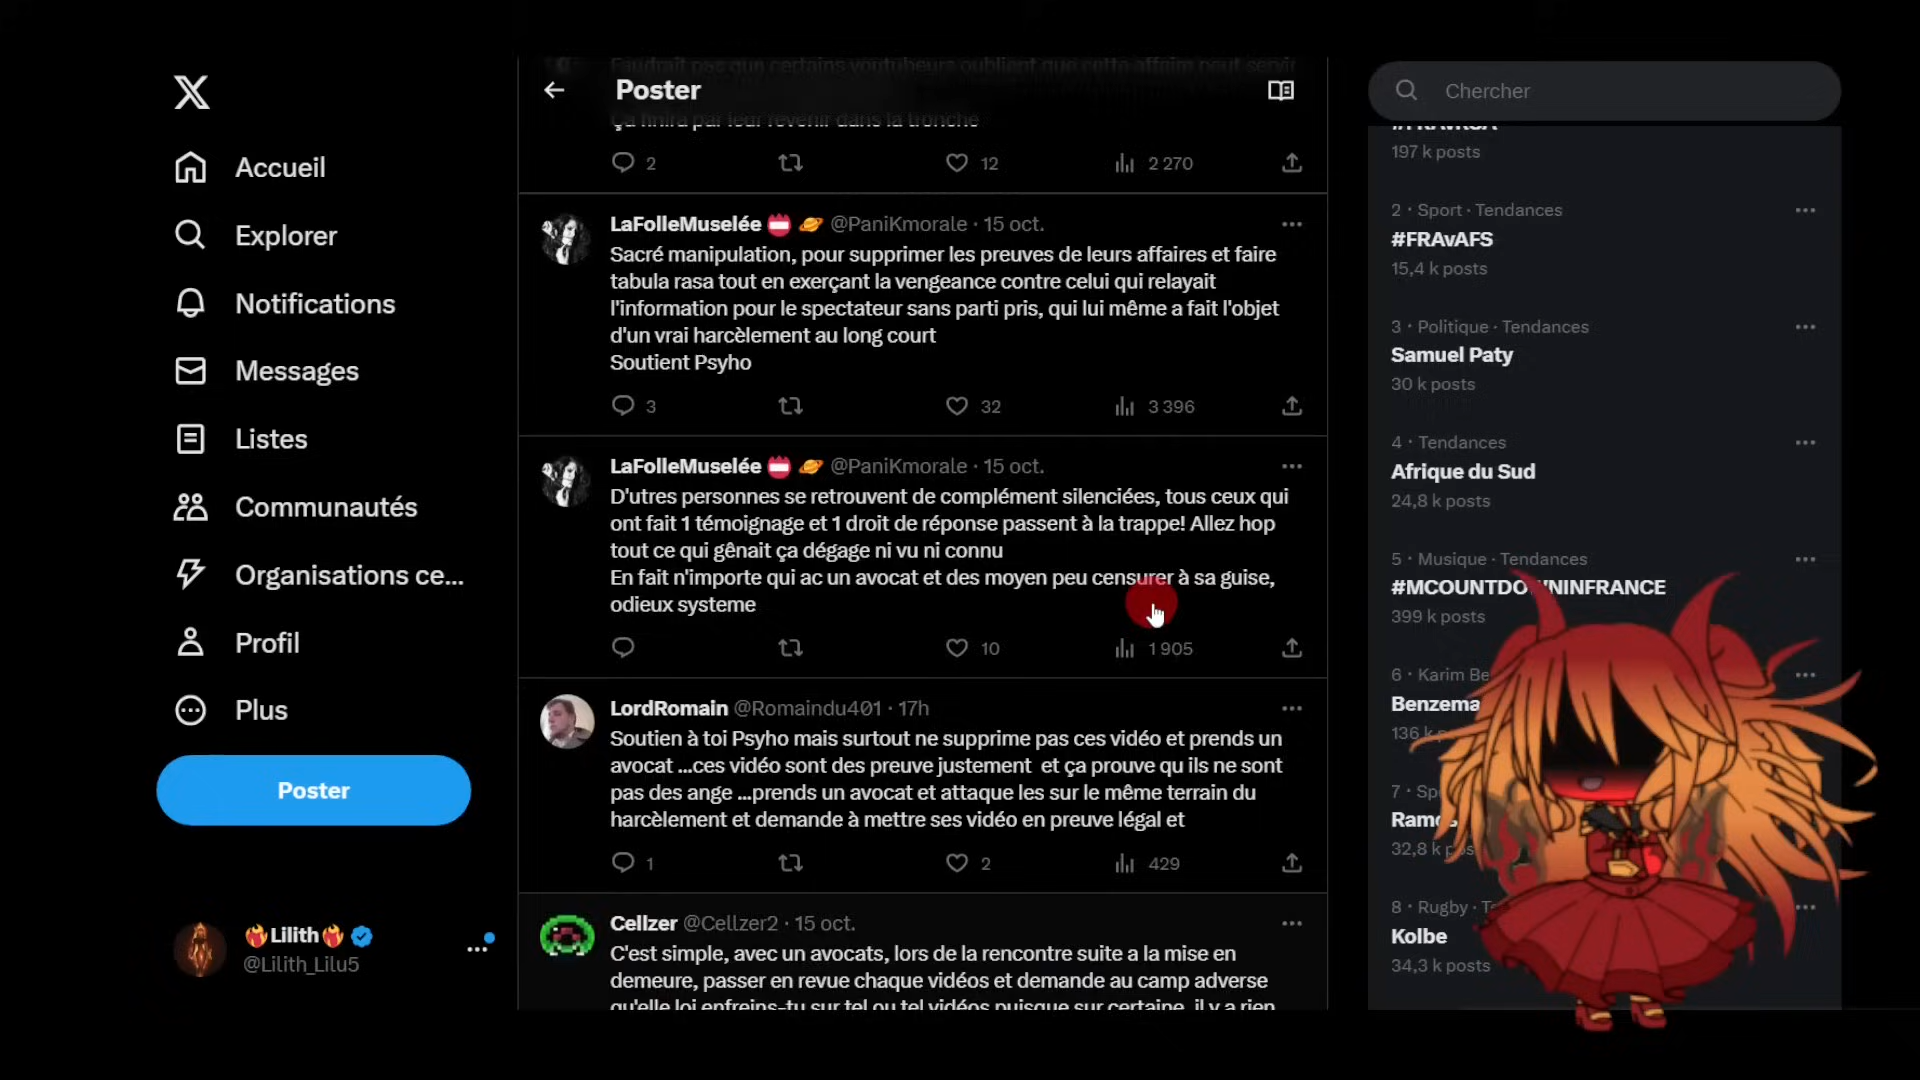 X
Accueil
Explorer
Notifications
Messages
Listes
Communautés
Organisations ce...
Profil
Plus
Poster
Lilith
@Lilith_Lilu5
Faudrait pas que certains youtubeurs oublient que cette affaire peut servir
Poster
ça finira par leur revenir dans la tronche
2 12 2 270
LaFolleMuselée @PaniKmorale · 15 oct.
Sacré manipulation, pour supprimer les preuves de leurs affaires et faire
tabula rasa tout en exerçant la vengeance contre celui qui relayait
l'information pour le spectateur sans parti pris, qui lui même a fait l'objet
d'un vrai harcèlement au long court
Soutient Psyho
3 32 3 396
LaFolleMuselée @PaniKmorale · 15 oct.
D'utres personnes se retrouvent de complément silenciées, tous ceux qui
ont fait 1 témoignage et 1 droit de réponse passent à la trappe! Allez hop
tout ce qui gênait ça dégage ni vu ni connu
En fait n'importe qui ac un avocat et des moyen peu censurer à sa guise,
odieux systeme
10 1 905
LordRomain @Romaindu401 · 17h
Soutien à toi Psyho mais surtout ne supprime pas ces vidéo et prends un
avocat ...ces vidéo sont des preuve justement et ça prouve qu ils ne sont
pas des ange ...prends un avocat et attaque les sur le même terrain du
harcèlement et demande à mettre ses vidéo en preuve légal et
1 2 429
Cellzer @Cellzer2 · 15 oct.
C'est simple, avec un avocats, lors de la rencontre suite a la mise en
demeure, passer en revue chaque vidéos et demande au camp adverse
qu'elle loi enfreins-tu sur tel ou tel vidéos puisque sur certaine, il y a rien
Chercher
197 k posts
2 · Sport · Tendances
#FRAvAFS
15,4 k posts
3 · Politique · Tendances
Samuel Paty
30 k posts
4 · Tendances
Afrique du Sud
24,8 k posts
5 · Musique · Tendances
#MCOUNTDOWNINFRANCE
399 k posts
6 · Karim Be
Benzema
136 k
7 · Sp
Ramos
32,8 k posts
8 · Rugby · T
Kolbe
34,3 k posts